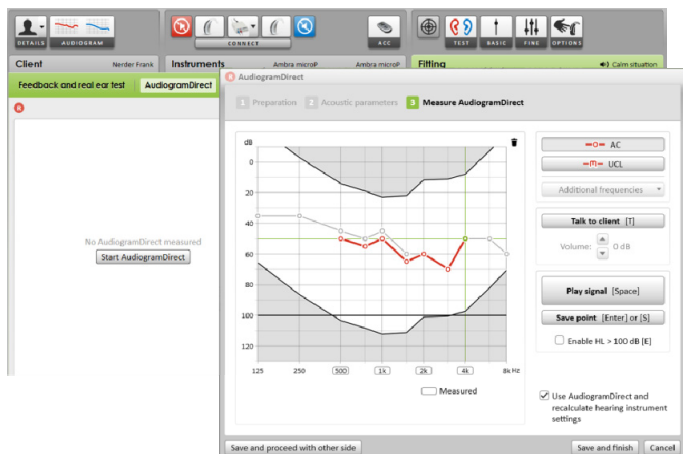 DETAILS
AUDIOGRAM
R
CONNECT
ACC
TEST
BASIC
FINE
OPTIONS
Client
Nerder Frank
Instruments
Ambra microP
Ambra microP
Fitting
Calm situation
Feedback and real ear test
AudiogramDirect
R
No AudiogramDirect measured
Start AudiogramDirect
R AudiogramDirect
1 Preparation 2 Acoustic parameters 3 Measure AudiogramDirect
dB
0
20
40
60
80
100
120
125 250 500 1k 2k 4k 8k Hz
Measured
AC
UCL
Additional frequencies
Talk to client [T]
Volume: 0 dB
Play signal [Space]
Save point [Enter] or [S]
Enable HL > 100 dB [E]
Use AudiogramDirect and
recalculate hearing instrument
settings
Save and proceed with other side
Save and finish
Cancel